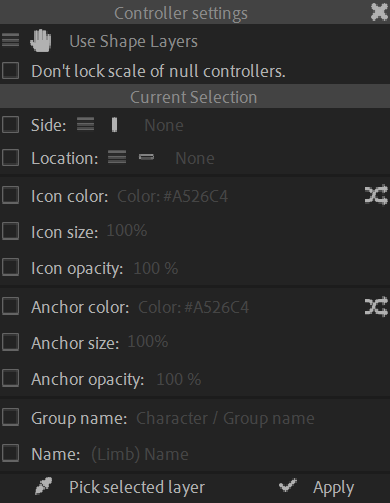 Controller settings
Use Shape Layers
Don't lock scale of null controllers.
Current Selection
Side: None
Location: None
Icon color: Color: #A526C4
Icon size: 100%
Icon opacity: 100 %
Anchor color: Color: #A526C4
Anchor size: 100%
Anchor opacity: 100 %
Group name: Character / Group name
Name: (Limb) Name
Pick selected layer Apply